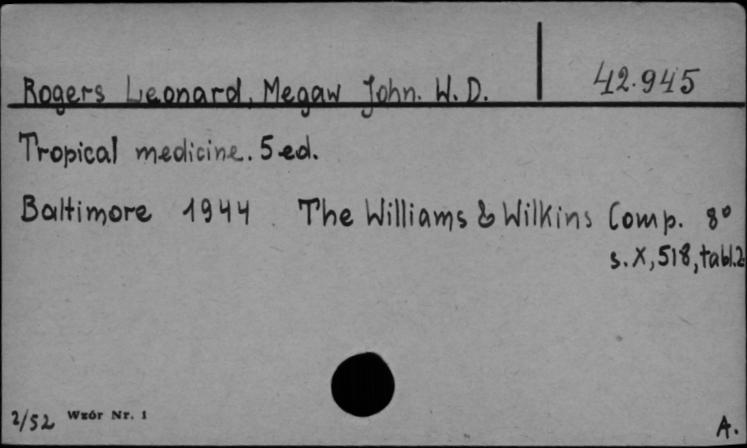 Rogers Leonard, Megaw John. W. D.
42.945
Tropical medicine. 5 ed.
Baltimore 1944 The Williams & Wilkins Comp. 8°
s. X, 518, tabl. 2
2/52 Wzór Nr. 1
A.